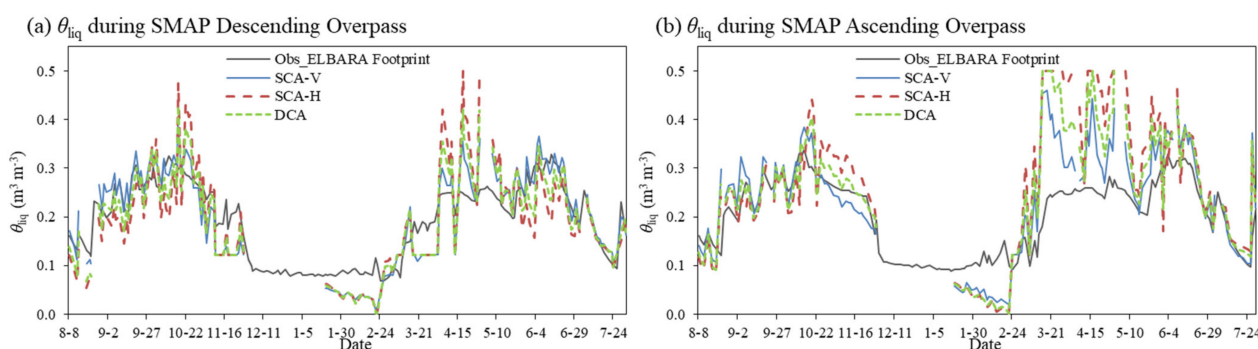 (a) θliq during SMAP Descending Overpass
0.5
0.4
0.3
0.2
0.1
0.0
θliq (m³ m⁻³)
Obs_ELBARA Footprint
SCA-V
SCA-H
DCA
8-8 9-2 9-27 10-22 11-16 12-11 1-5 1-30 2-24 3-21 4-15 5-10 6-4 6-29 7-24
Date
(b) θliq during SMAP Ascending Overpass
0.5
0.4
0.3
0.2
0.1
0.0
θliq (m³ m⁻³)
Obs_ELBARA Footprint
SCA-V
SCA-H
DCA
8-8 9-2 9-27 10-22 11-16 12-11 1-5 1-30 2-24 3-21 4-15 5-10 6-4 6-29 7-24
Date